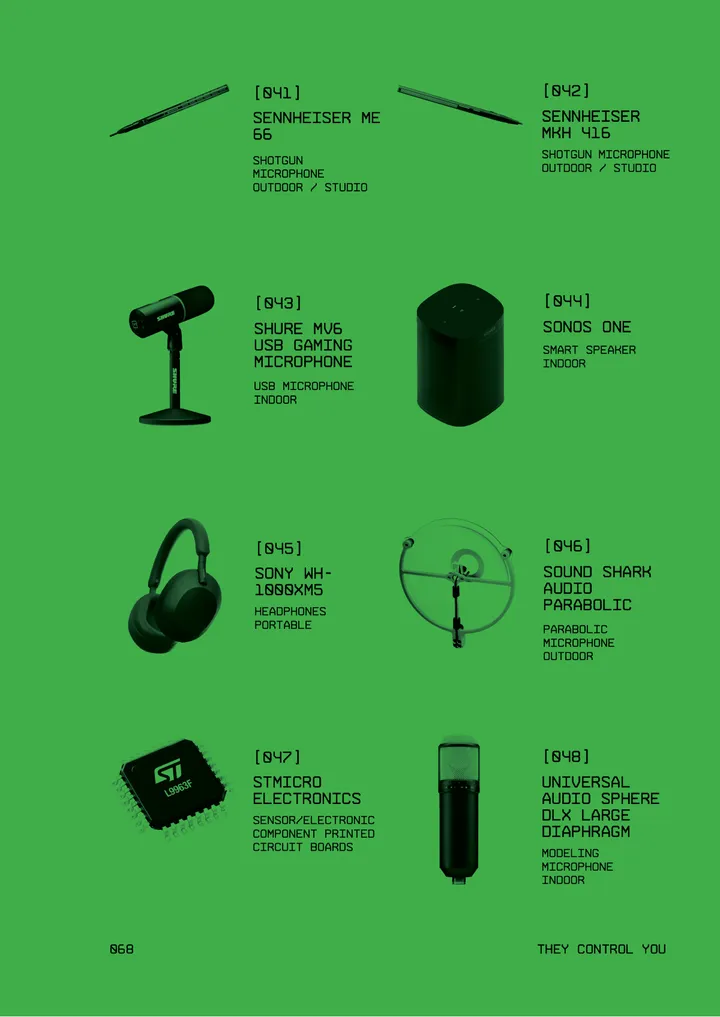 [041]
SENNHEISER ME
66
SHOTGUN
MICROPHONE
OUTDOOR / STUDIO
[042]
SENNHEISER
MKH 416
SHOTGUN MICROPHONE
OUTDOOR / STUDIO
SHURE
SHURE
[043]
SHURE MV6
USB GAMING
MICROPHONE
USB MICROPHONE
INDOOR
[044]
SONOS ONE
SMART SPEAKER
INDOOR
[045]
SONY WH-
1000XM5
HEADPHONES
PORTABLE
[046]
SOUND SHARK
AUDIO
PARABOLIC
PARABOLIC
MICROPHONE
OUTDOOR
ST
L9963F
[047]
STMICRO
ELECTRONICS
SENSOR/ELECTRONIC
COMPONENT PRINTED
CIRCUIT BOARDS
[048]
UNIVERSAL
AUDIO SPHERE
DLX LARGE
DIAPHRAGM
MODELING
MICROPHONE
INDOOR
068
THEY CONTROL YOU